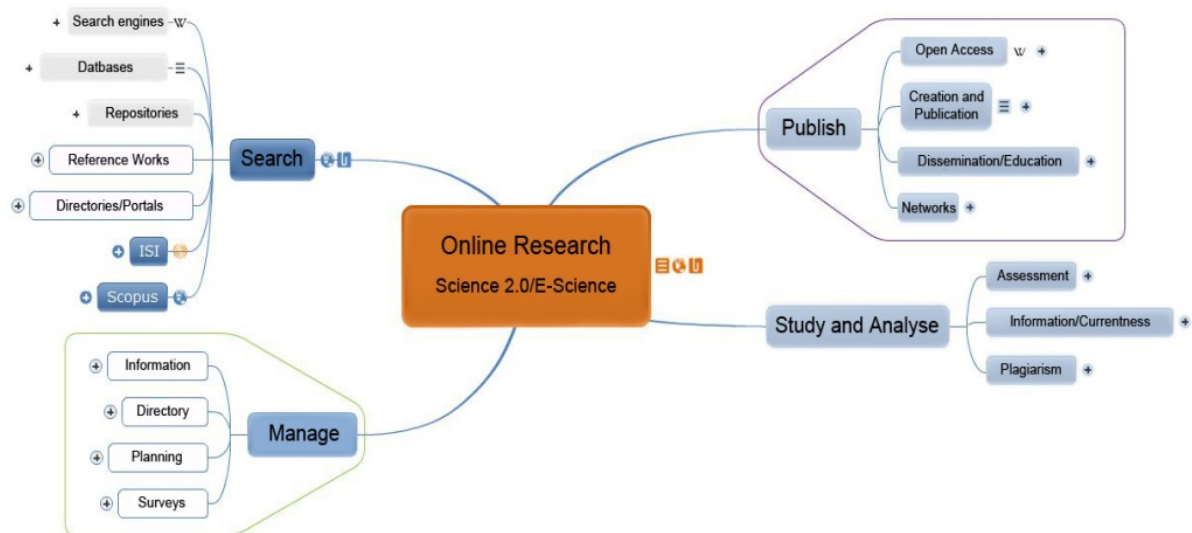 Search engines
Datbases
Repositories
Reference Works
Directories/Portals
ISI
Scopus
Search
Online Research
Science 2.0/E-Science
Publish
Open Access
Creation and
Publication
Dissemination/Education
Networks
Study and Analyse
Assessment
Information/Currentness
Plagiarism
Manage
Information
Directory
Planning
Surveys